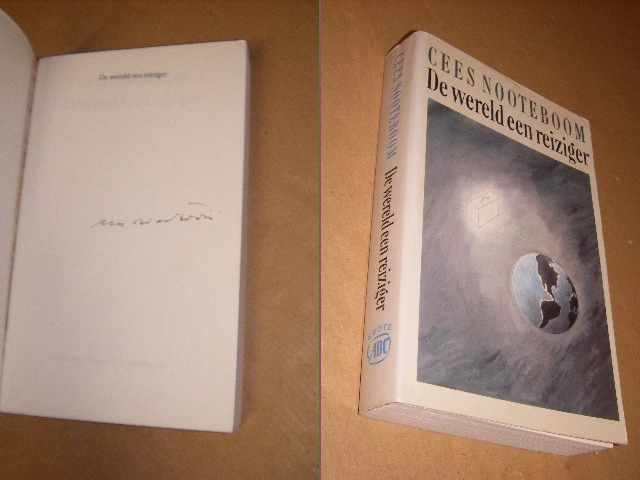 De wereld een reiziger
CEES NOOTEBOOM
De wereld een reiziger
CEES NOOTEBOOM De wereld een reiziger
GROTE
ABC